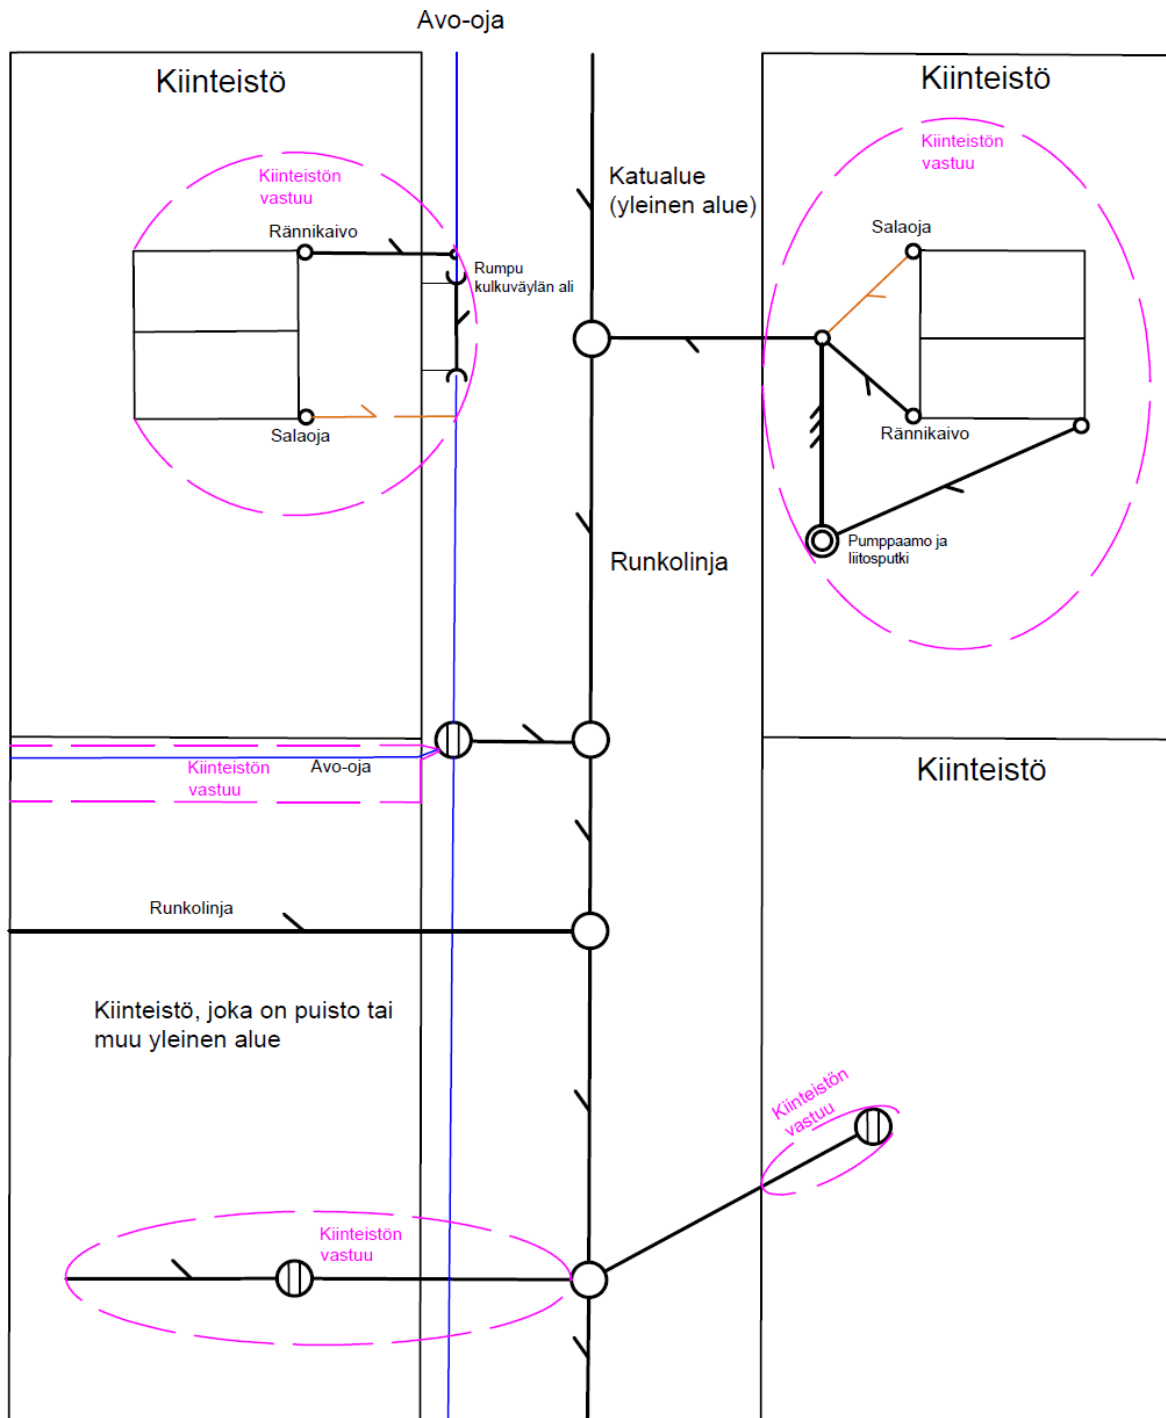 Avo-oja
Kiinteistö
Kiinteistö
Kiinteistön
vastuu
Kiinteistön
vastuu
Katualue
(yleinen alue)
Rännikaivo
Salaoja
Rumpu
kulkuväylän ali
Salaoja
Rännikaivo
Runkolinja
Pumppaamo ja
liitosputki
Kiinteistön
vastuu
Avo-oja
Kiinteistö
Runkolinja
Kiinteistö, joka on puisto tai
muu yleinen alue
Kiinteistön
vastuu
Kiinteistön
vastuu